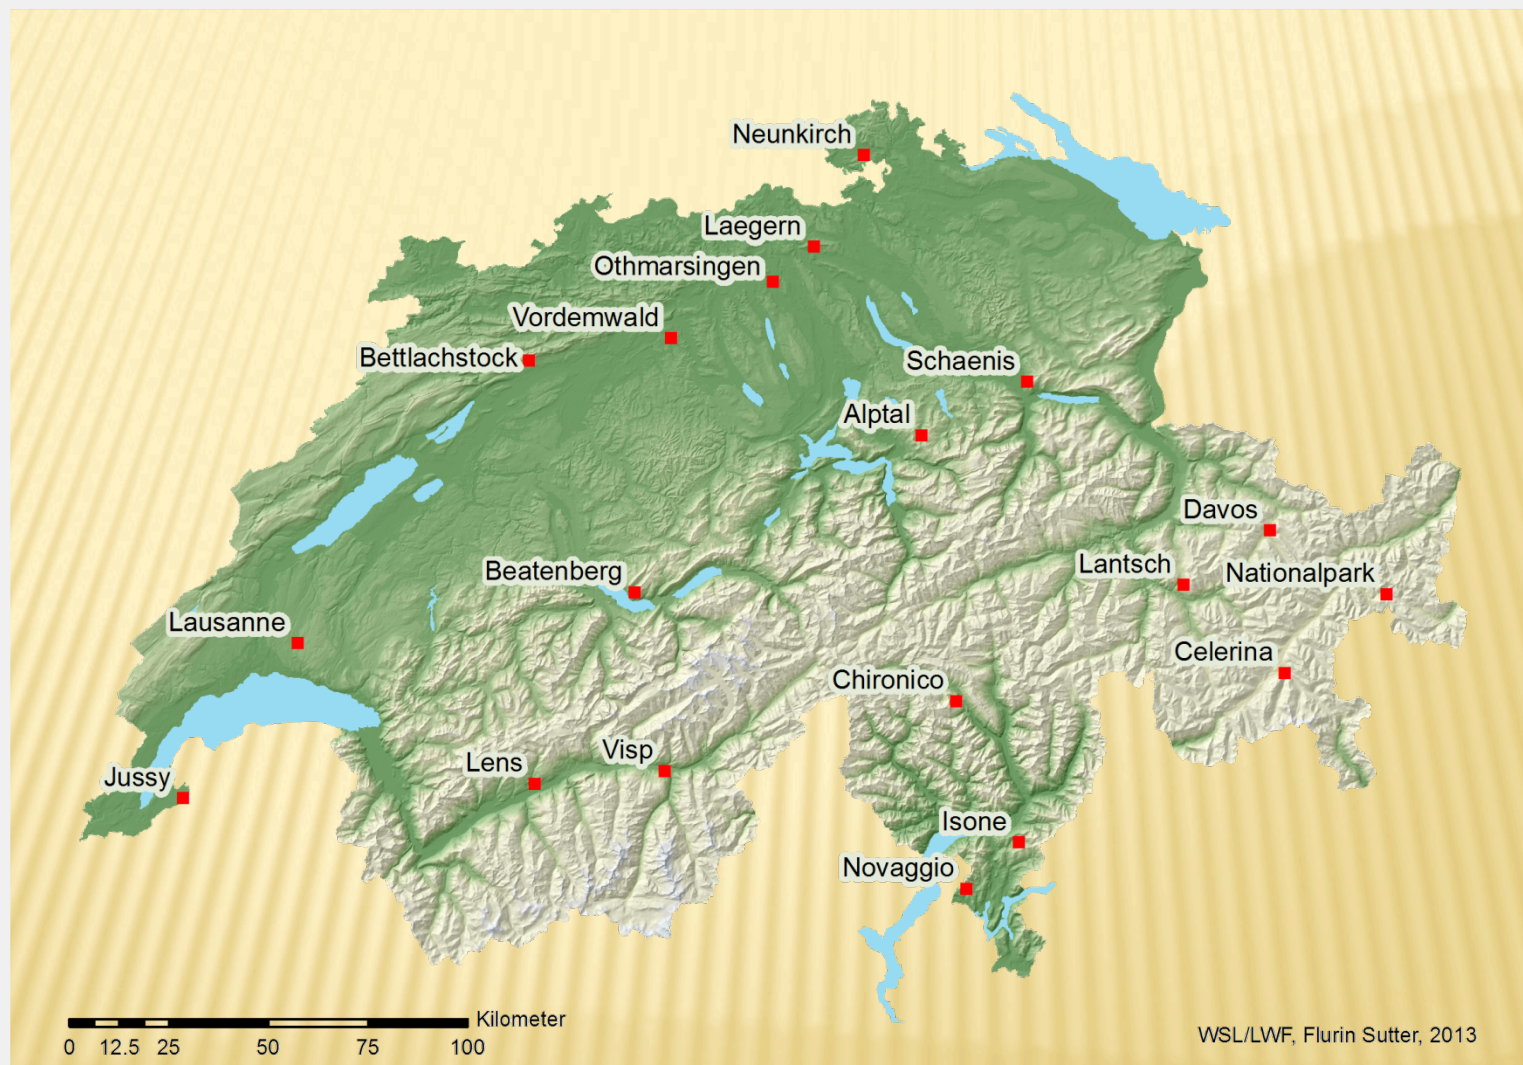 Neunkirch
Laegern
Othmarsingen
Vordemwald
Bettlachstock
Schaenis
Alptal
Davos
Lantsch
Nationalpark
Beatenberg
Lausanne
Celerina
Chironico
Visp
Lens
Jussy
Isone
Novaggio
Kilometer
0 12.5 25 50 75 100
WSL/LWF, Flurin Sutter, 2013